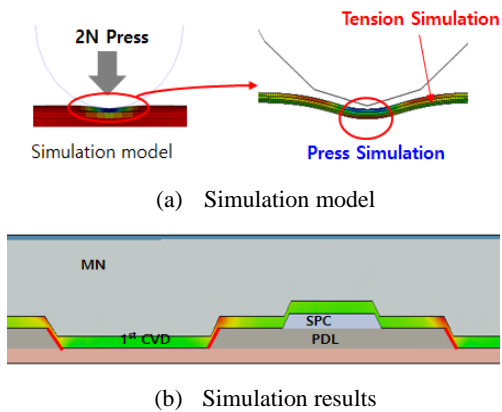 Tension Simulation
2N Press
Simulation model
Press Simulation
(a) Simulation model
MN
SPC
1st CVD
PDL
(b) Simulation results